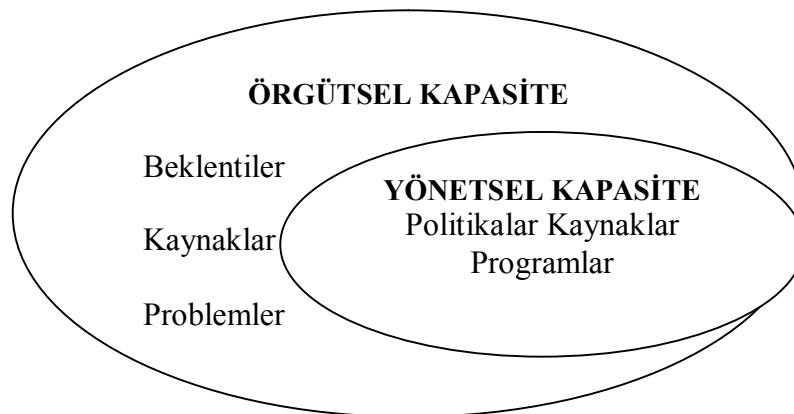 ÖRGÜTSEL KAPASİTE
Beklentiler
Kaynaklar
Problemler
YÖNETSEL KAPASİTE
Politikalar Kaynaklar
Programlar